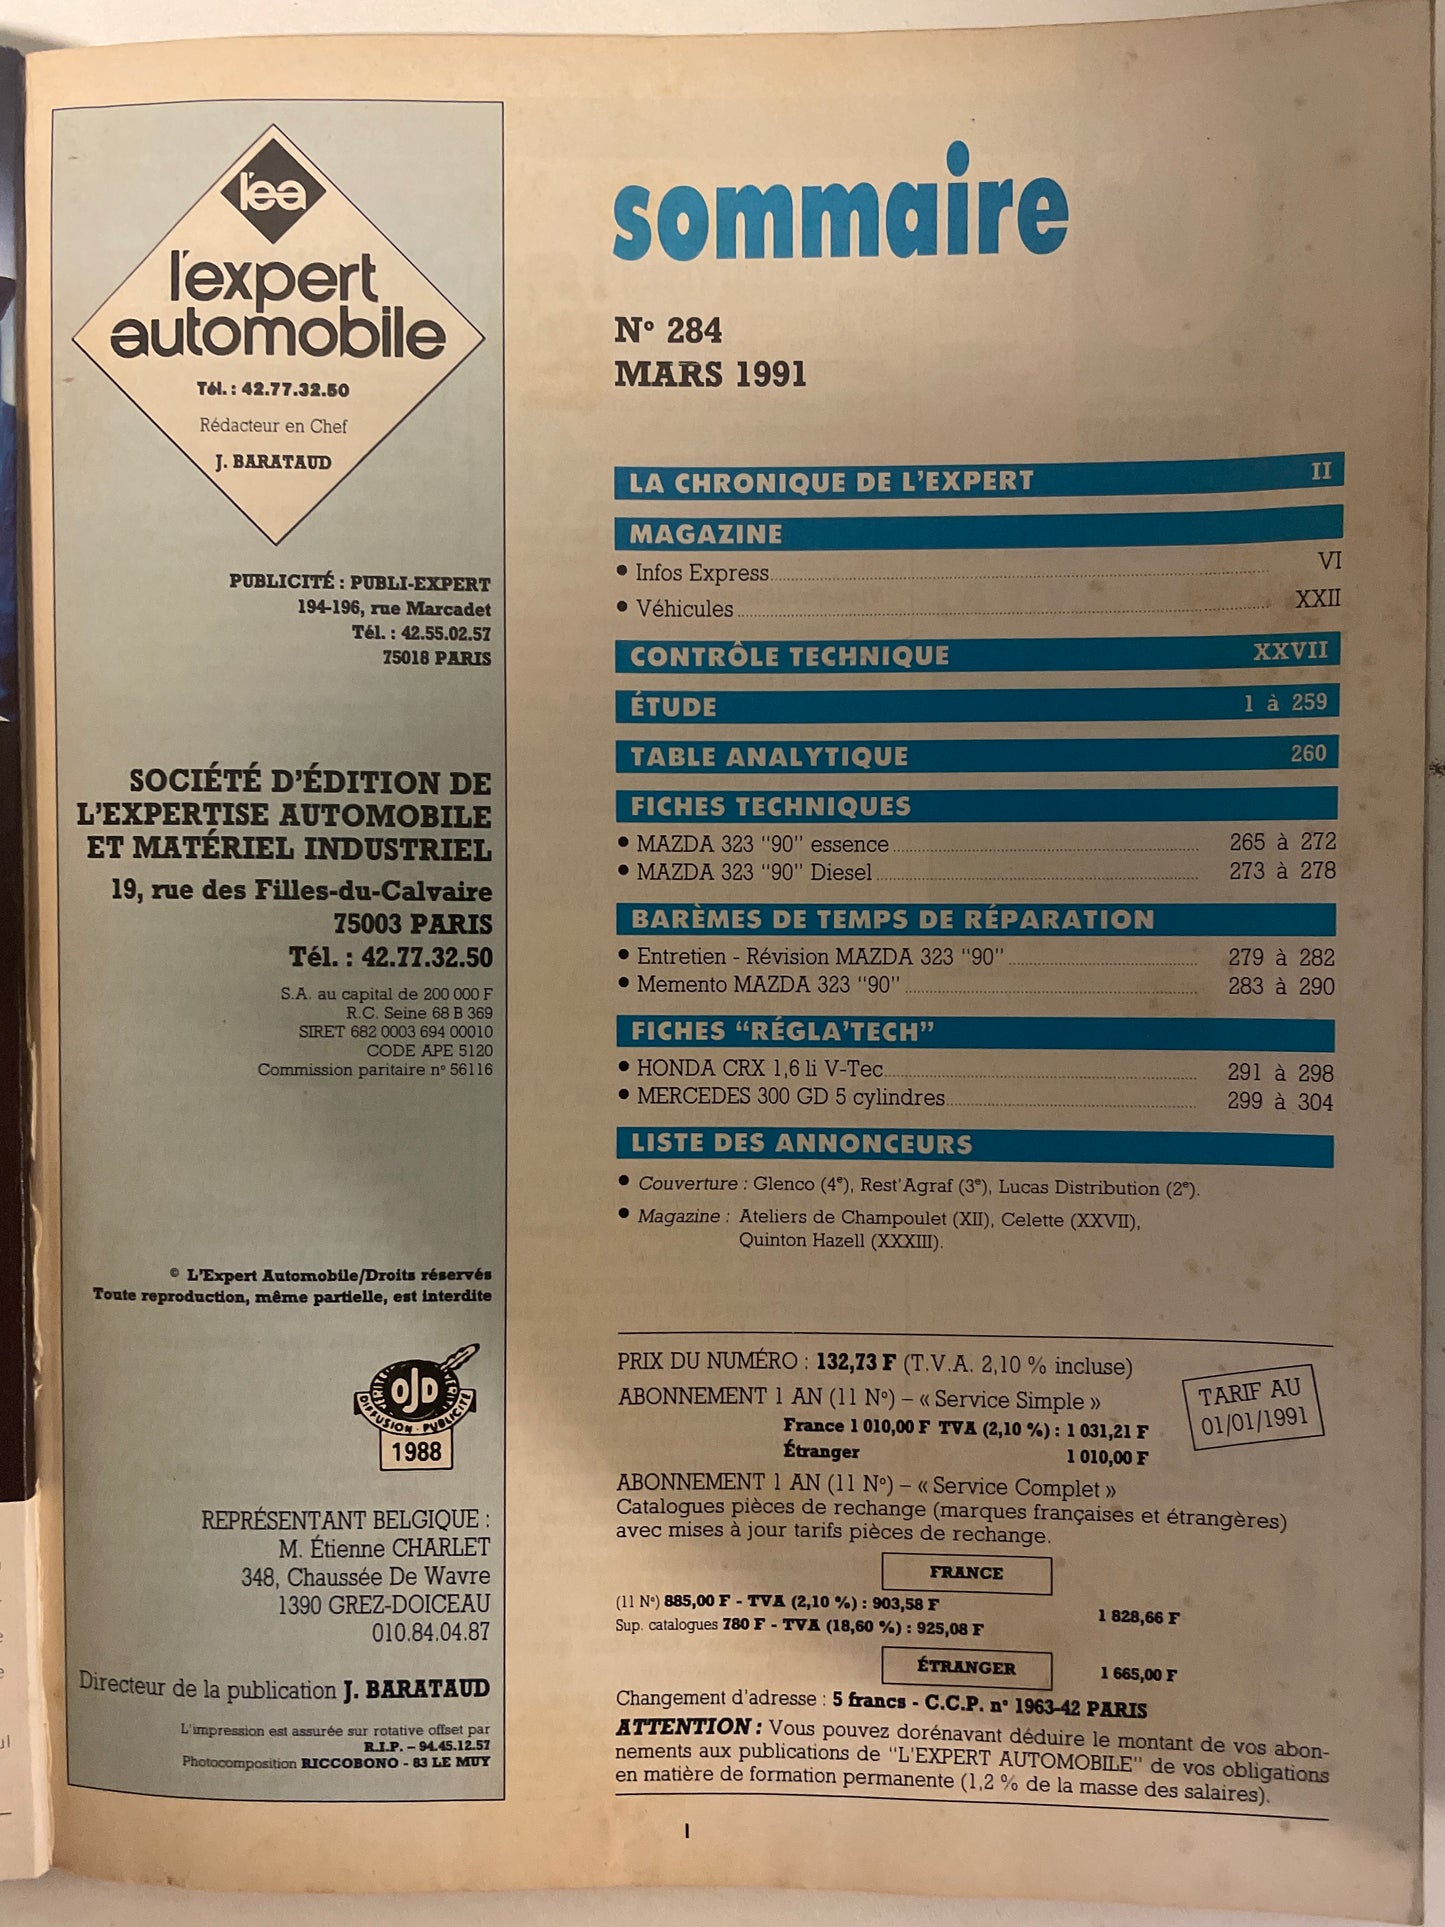 l'ea
l'expert
automobile
Tél. : 42.77.32.50
Rédacteur en Chef
J. BARATAUD
PUBLICITÉ : PUBLI-EXPERT
194-196, rue Marcadet
Tél. : 42.55.02.57
75018 PARIS
SOCIÉTÉ D'ÉDITION DE
L'EXPERTISE AUTOMOBILE
ET MATÉRIEL INDUSTRIEL
19, rue des Filles-du-Calvaire
75003 PARIS
Tél. : 42.77.32.50
S.A. au capital de 200 000 F
R.C. Seine 68 B 369
SIRET 682 0003 694 00010
CODE APE 5120
Commission paritaire nº 56116
© L'Expert Automobile/Droits réservés
Toute reproduction, même partielle, est interdite
OJD
DIFFUSION - PUBLICITÉ
1988
REPRÉSENTANT BELGIQUE :
M. Étienne CHARLET
348, Chaussée De Wavre
1390 GREZ-DOICEAU
010.84.04.87
Directeur de la publication J. BARATAUD
L'impression est assurée sur rotative offset par
R.I.P. – 94.45.12.57
Photocomposition RICCOBONO - 83 LE MUY
sommaire
Nº 284
MARS 1991
LA CHRONIQUE DE L'EXPERT II
MAGAZINE
• Infos Express VI
• Véhicules XXII
CONTRÔLE TECHNIQUE XXVII
ÉTUDE 1 à 259
TABLE ANALYTIQUE 260
FICHES TECHNIQUES
• MAZDA 323 "90" essence 265 à 272
• MAZDA 323 "90" Diesel 273 à 278
BARÈMES DE TEMPS DE RÉPARATION
• Entretien - Révision MAZDA 323 "90" 279 à 282
• Memento MAZDA 323 "90" 283 à 290
FICHES "RÉGLA'TECH"
• HONDA CRX 1,6 li V-Tec 291 à 298
• MERCEDES 300 GD 5 cylindres 299 à 304
LISTE DES ANNONCEURS
• Couverture : Glenco (4e), Rest'Agraf (3e), Lucas Distribution (2e).
• Magazine : Ateliers de Champoulet (XII), Celette (XXVII),
Quinton Hazell (XXXIII).
PRIX DU NUMÉRO : 132,73 F (T.V.A. 2,10 % incluse)
ABONNEMENT 1 AN (11 Nº) – « Service Simple »
France 1 010,00 F TVA (2,10 %) : 1 031,21 F
Étranger 1 010,00 F
TARIF AU
01/01/1991
ABONNEMENT 1 AN (11 Nº) – « Service Complet »
Catalogues pièces de rechange (marques françaises et étrangères)
avec mises à jour tarifs pièces de rechange.
FRANCE
(11 Nº) 885,00 F - TVA (2,10 %) : 903,58 F
1 828,66 F
Sup. catalogues 780 F - TVA (18,60 %) : 925,08 F
ÉTRANGER 1 665,00 F
Changement d'adresse : 5 francs - C.C.P. nº 1963-42 PARIS
ATTENTION : Vous pouvez dorénavant déduire le montant de vos abon-
nements aux publications de "L'EXPERT AUTOMOBILE" de vos obligations
en matière de formation permanente (1,2 % de la masse des salaires).
I